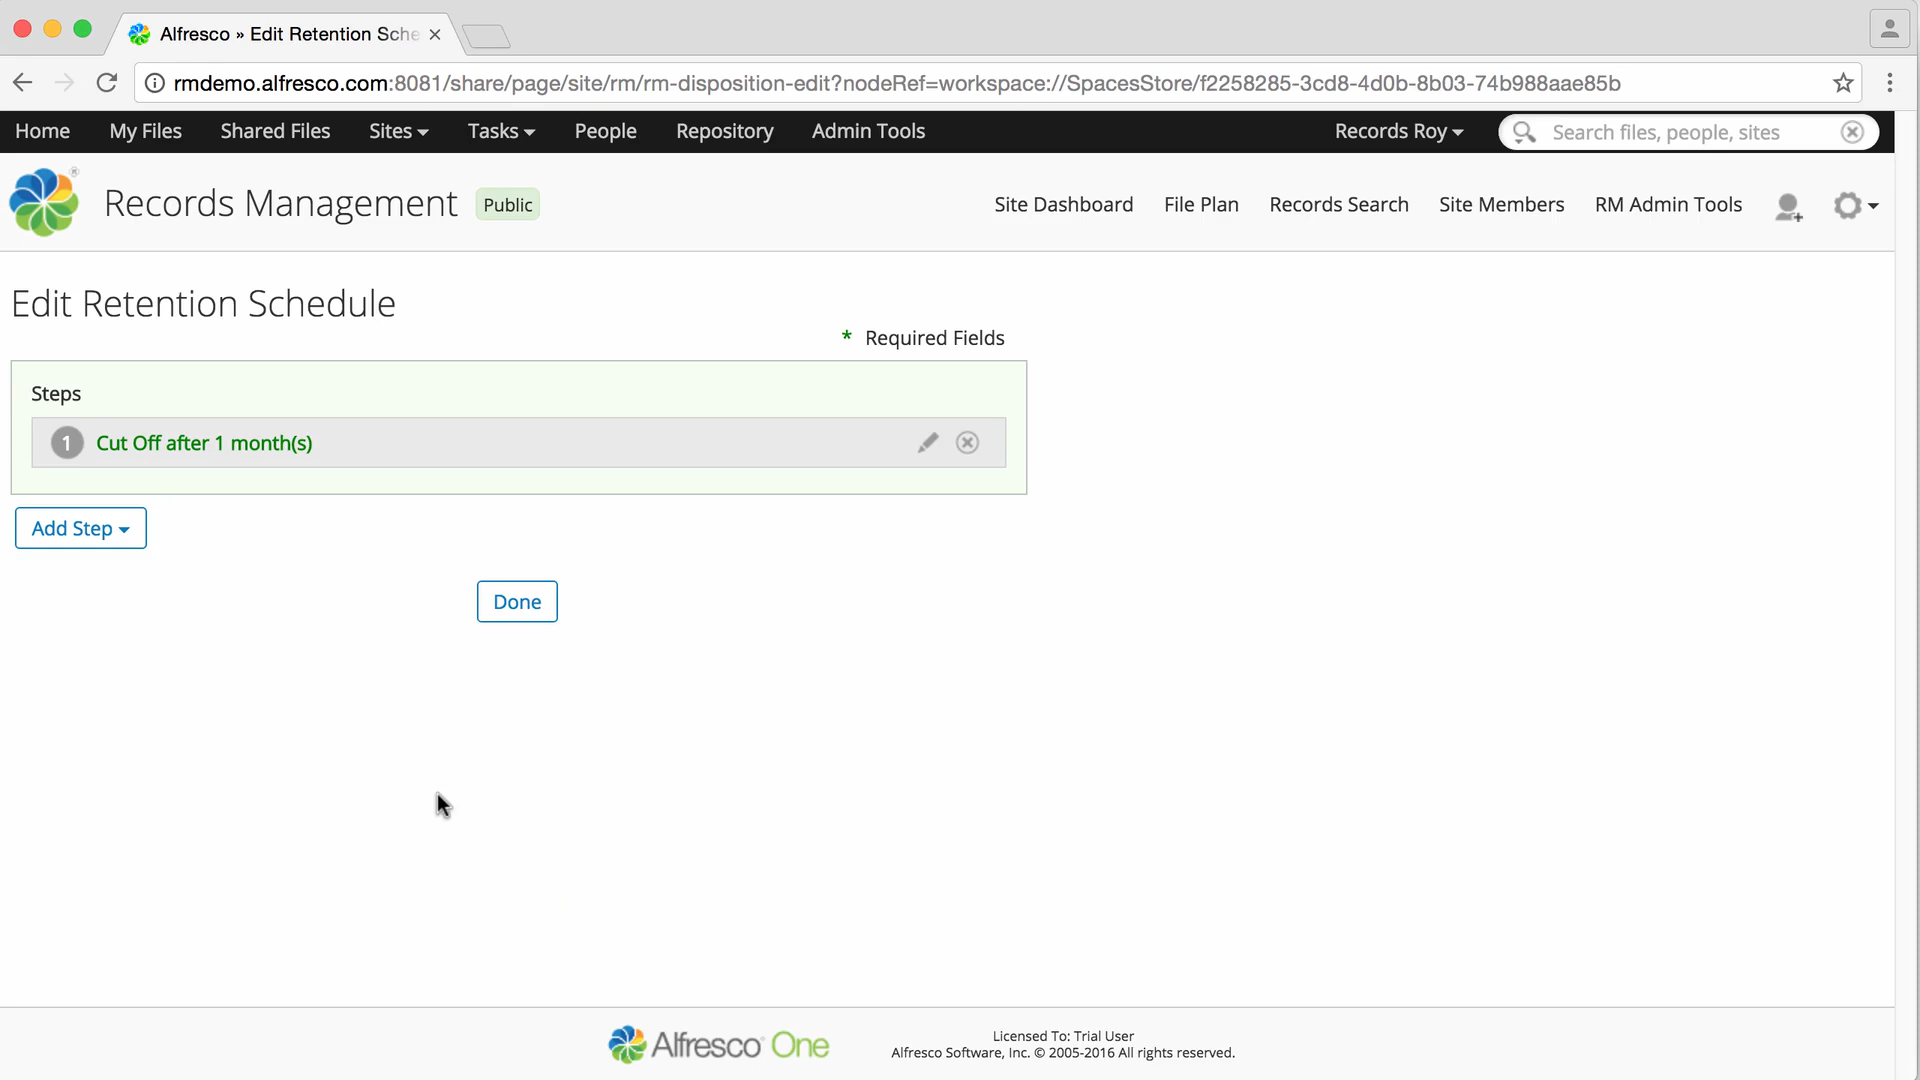 Alfresco » Edit Retention Sche
rmdemo.alfresco.com:8081/share/page/site/rm/rm-disposition-edit?nodeRef=workspace://SpacesStore/f2258285-3cd8-4d0b-8b03-74b988aae85b
Home My Files Shared Files Sites Tasks People Repository Admin Tools Records Roy Search files, people, sites
Records Management Public Site Dashboard File Plan Records Search Site Members RM Admin Tools
Edit Retention Schedule
* Required Fields
Steps
1 Cut Off after 1 month(s)
Add Step
Done
Alfresco One
Licensed To: Trial User
Alfresco Software, Inc. © 2005-2016 All rights reserved.